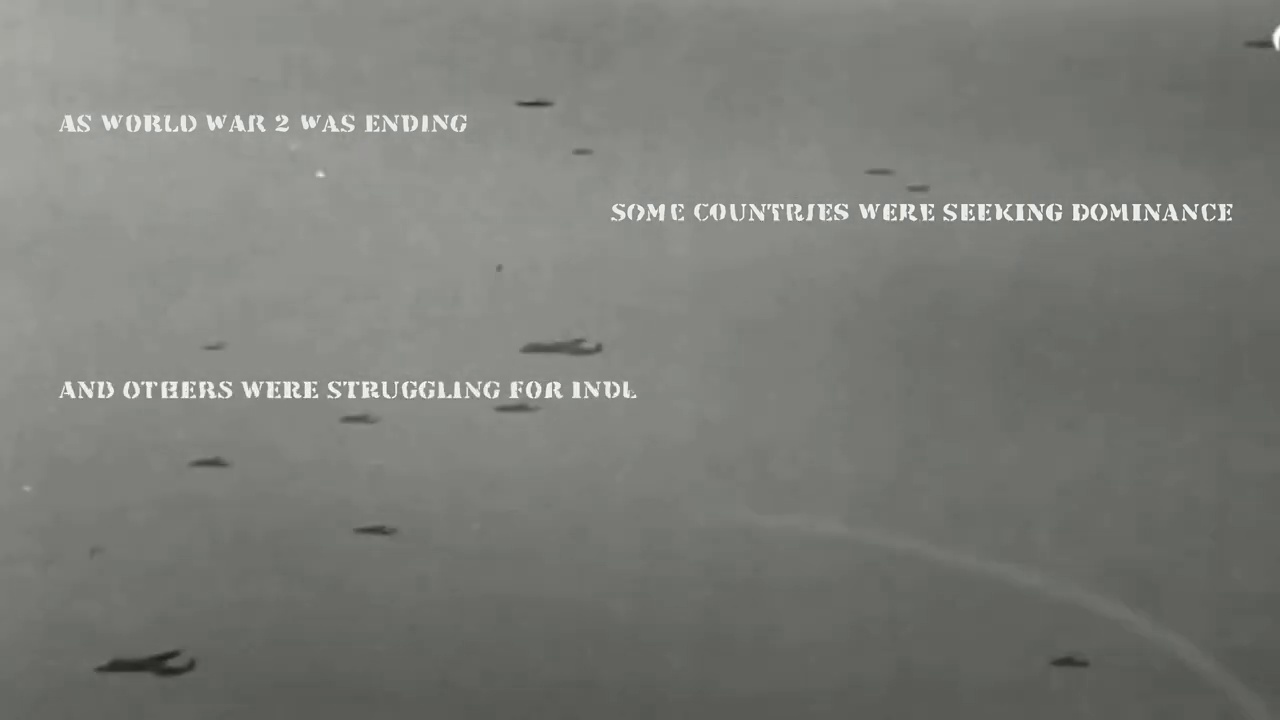 AS WORLD WAR 2 WAS ENDING
SOME COUNTRIES WERE SEEKING DOMINANCE
AND OTHERS WERE STRUGGLING FOR